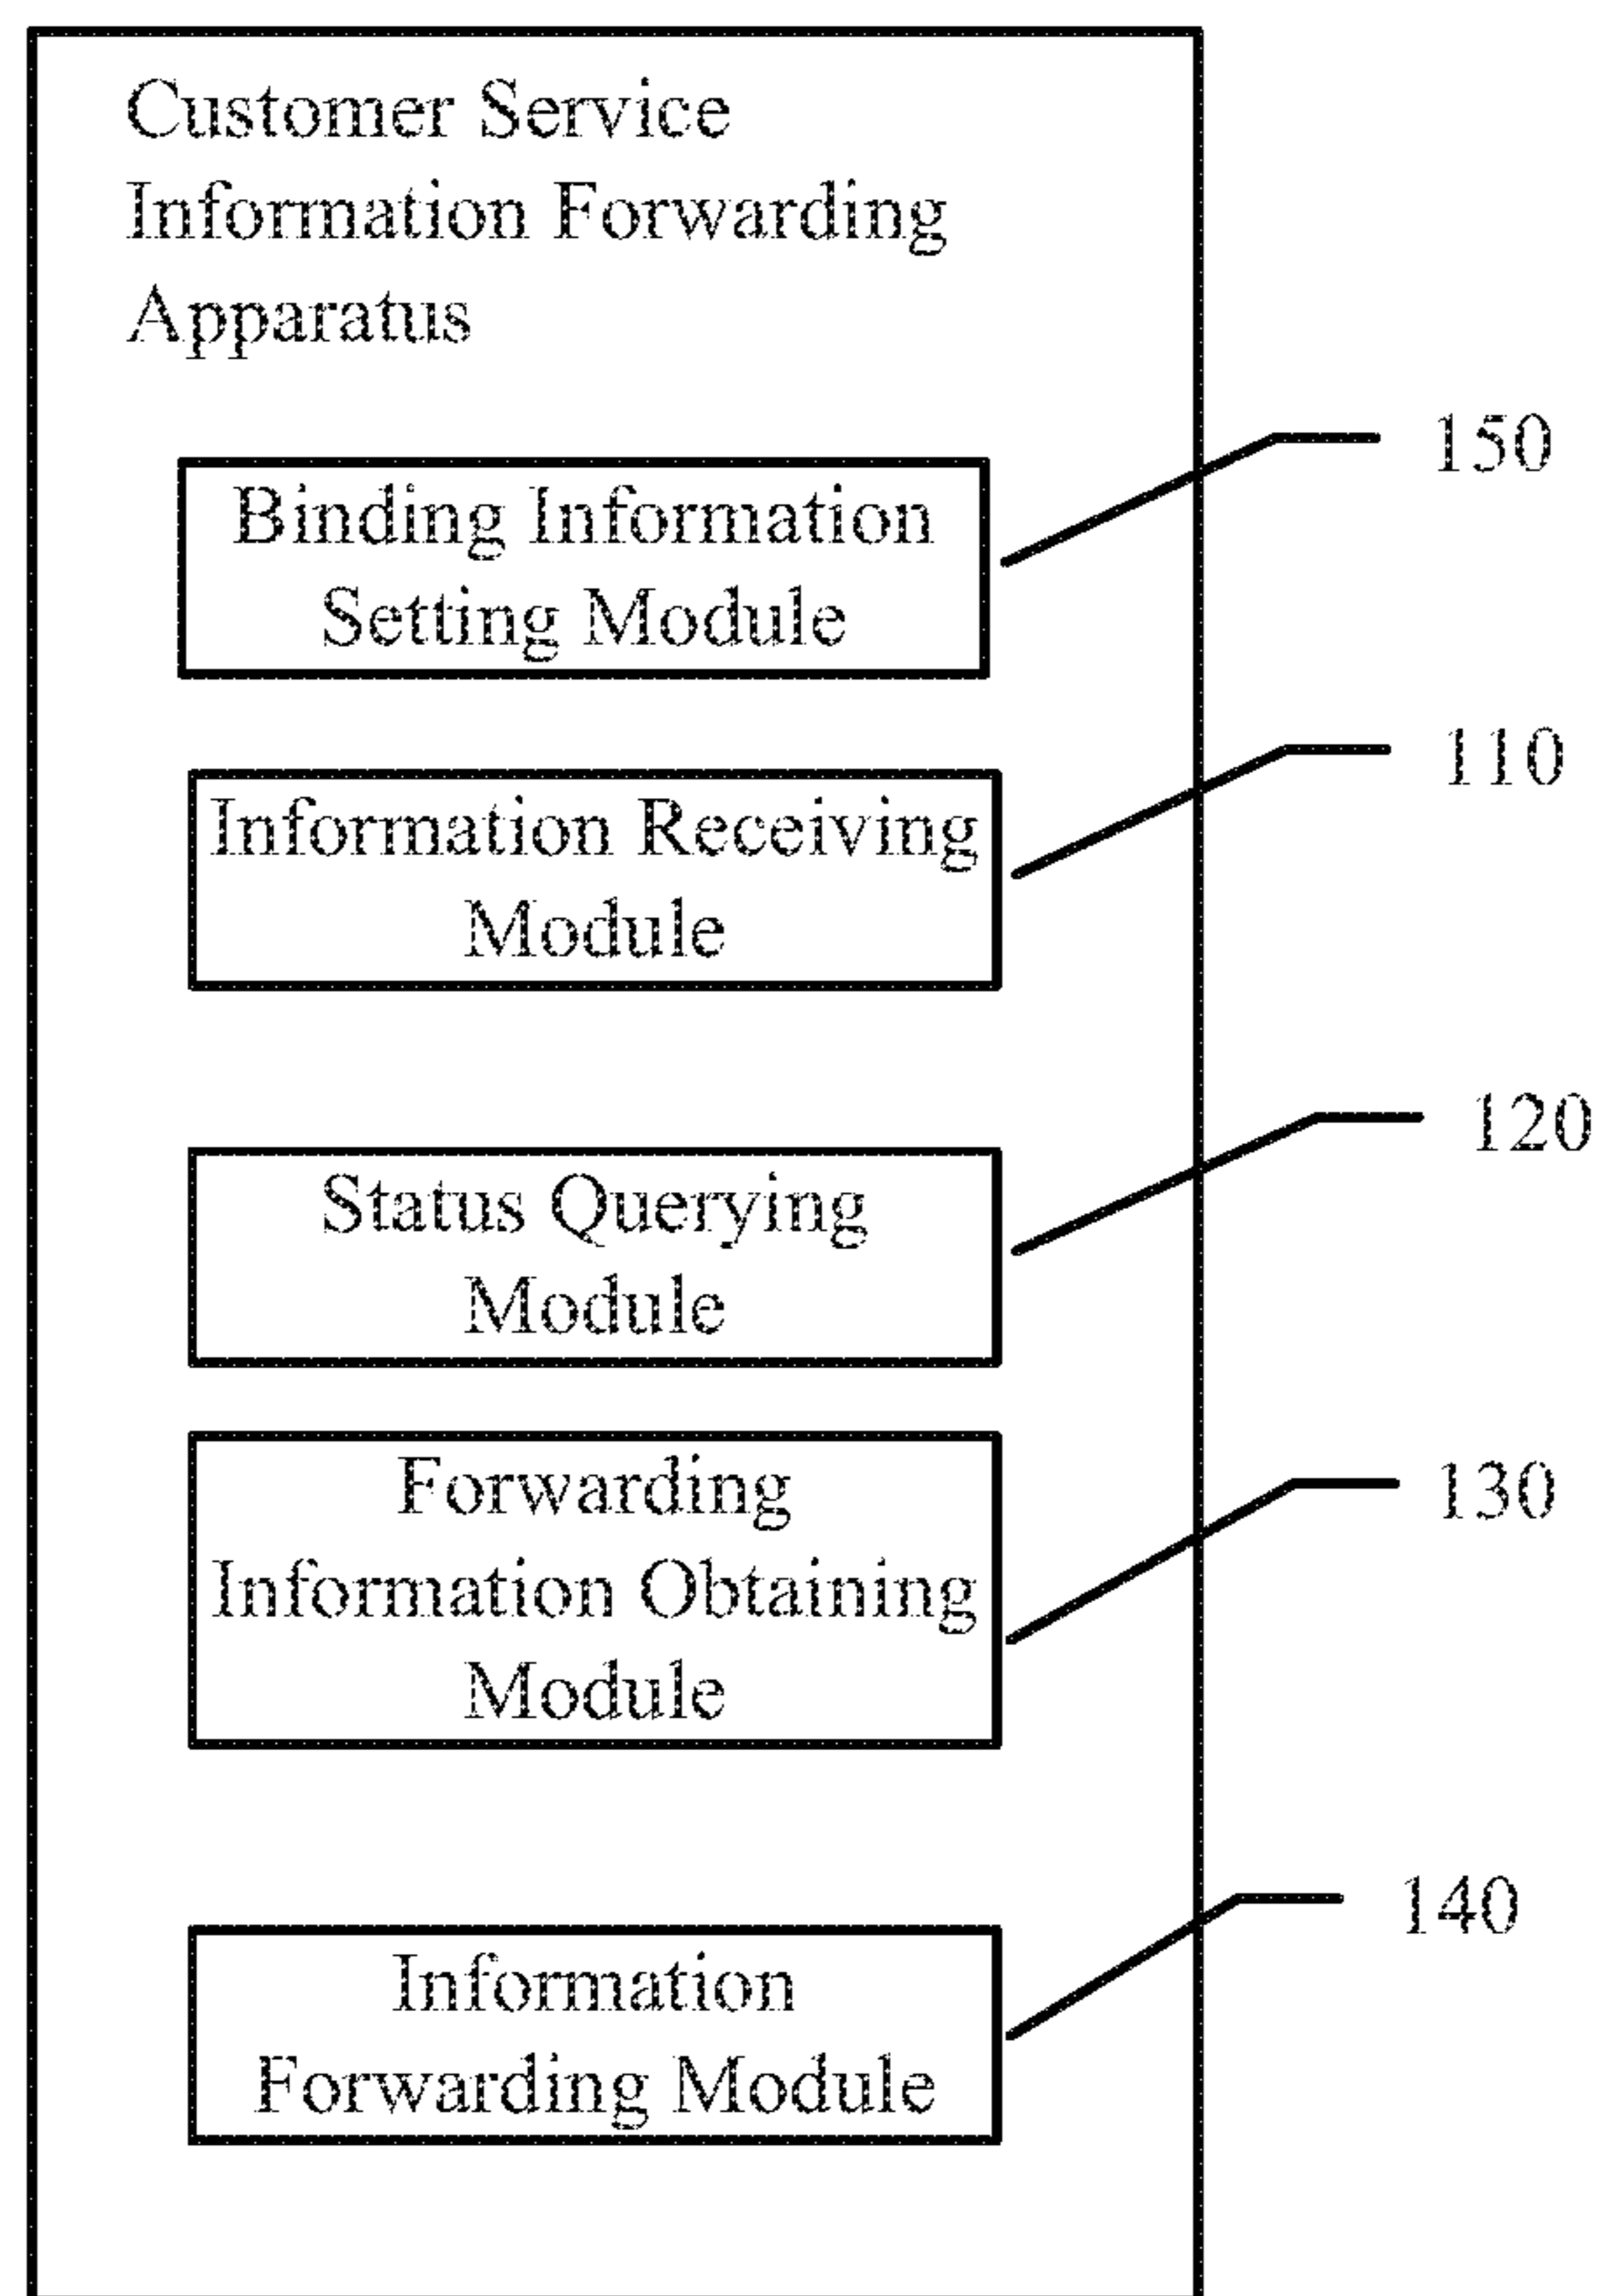 Customer Service
Information Forwarding
Apparatus
150
Binding Information
Setting Module
110
Information Receiving
Module
120
Status Querying
Module
130
Forwarding
Information Obtaining
Module
140
Information
Forwarding Module